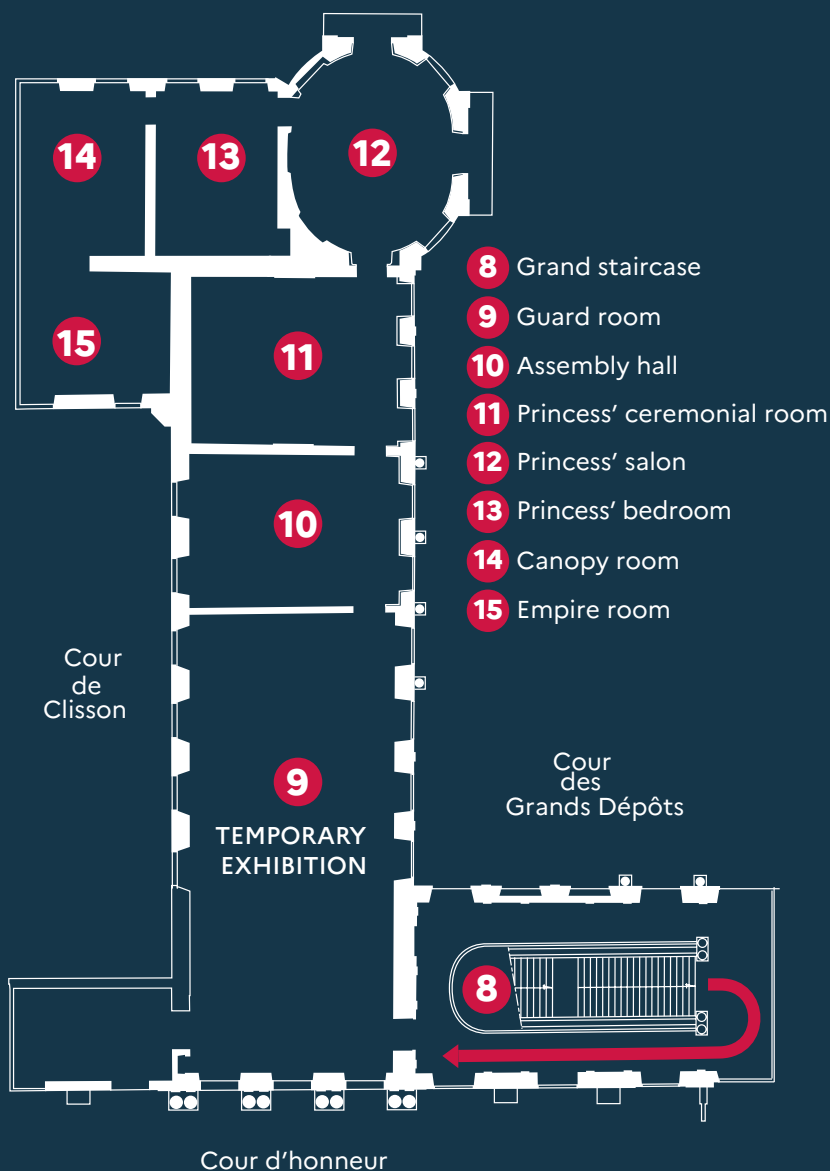 14
13
12
15
11
10
9
TEMPORARY
EXHIBITION
8
8 Grand staircase
9 Guard room
10 Assembly hall
11 Princess’ ceremonial room
12 Princess’ salon
13 Princess’ bedroom
14 Canopy room
15 Empire room
Cour
de
Clisson
Cour
des
Grands Dépôts
Cour d’honneur